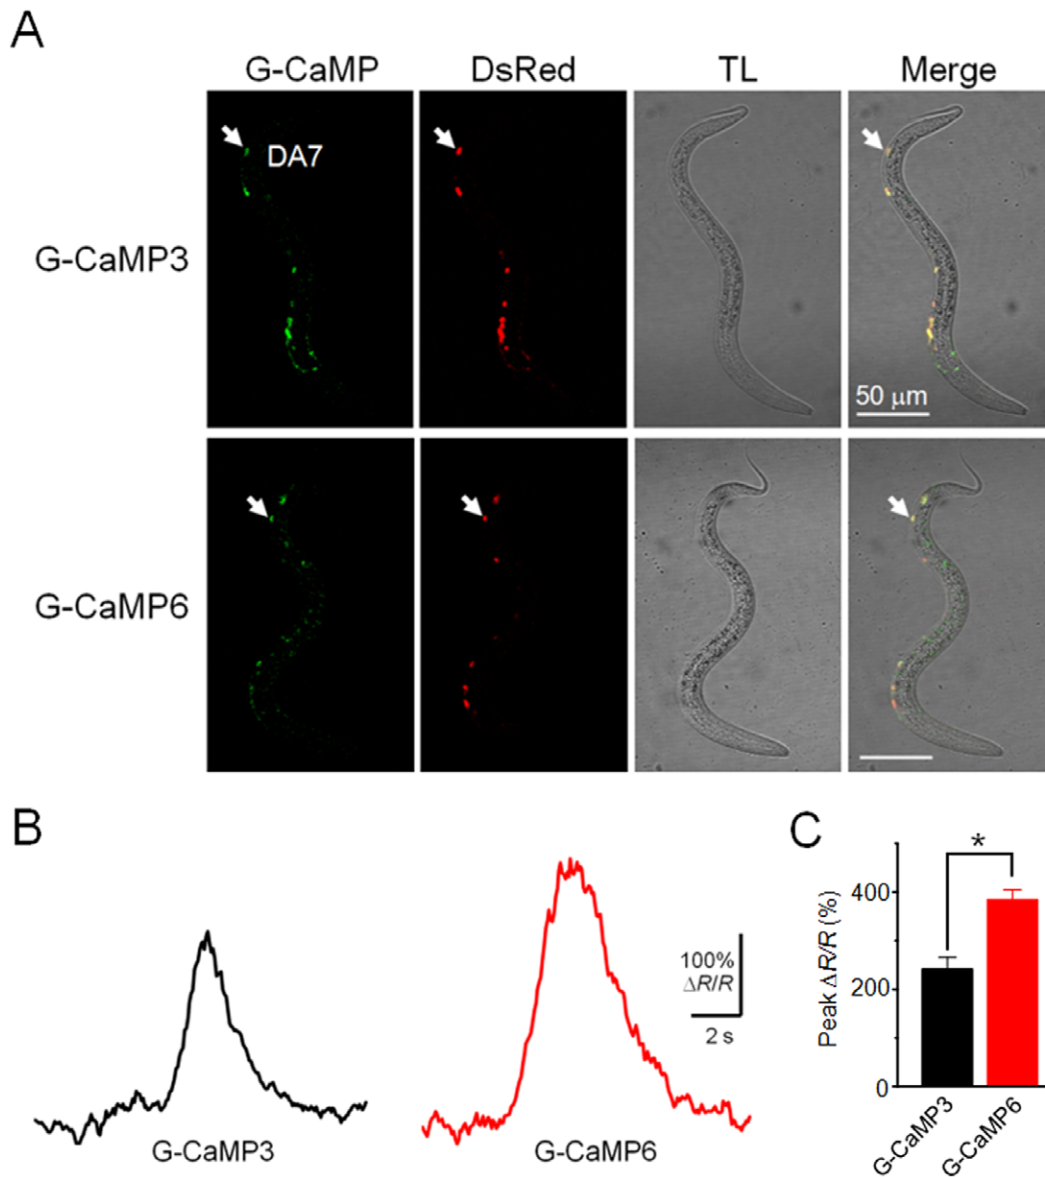 A
G-CaMP DsRed TL Merge
DA7
G-CaMP3
50 μm
G-CaMP6
B
100%
ΔR/R
2 s
G-CaMP3
G-CaMP6
C
*
Peak ΔR/R (%)
400
200
0
G-CaMP3
G-CaMP6